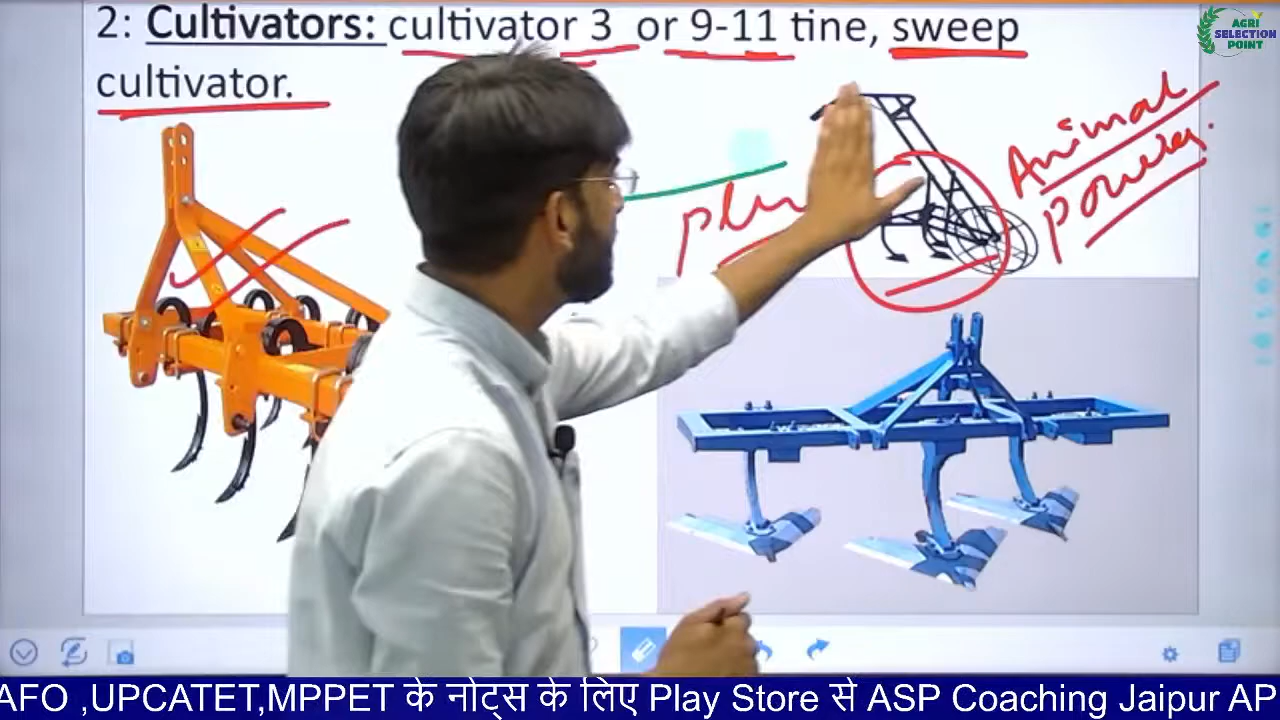 2: Cultivators: cultivator 3 or 9-11 tine, sweep
cultivator.
AGRI
SELECTION
POINT
Animal
power.
AFO ,UPCATET,MPPET के नोट्स के लिए Play Store से ASP Coaching Jaipur AP